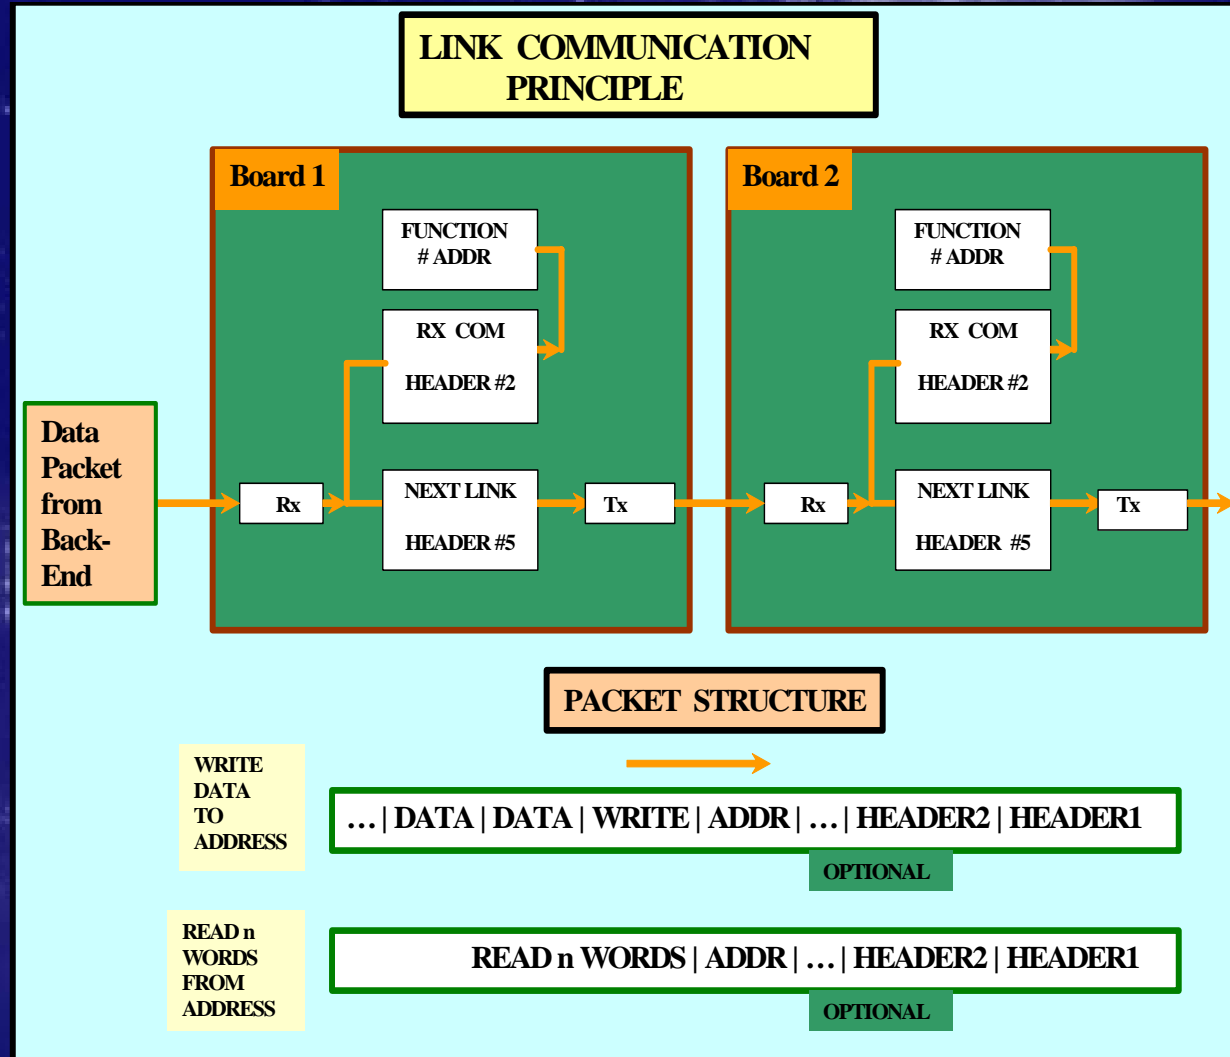 LINK COMMUNICATION
PRINCIPLE
Board 1
FUNCTION
# ADDR
RX COM
HEADER #2
Rx
NEXT LINK
HEADER #5
Tx
Board 2
FUNCTION
# ADDR
RX COM
HEADER #2
Rx
NEXT LINK
HEADER #5
Tx
Data
Packet
from
Back-
End
PACKET STRUCTURE
WRITE
DATA
TO
ADDRESS
… | DATA | DATA | WRITE | ADDR | … | HEADER2 | HEADER1
OPTIONAL
READ n
WORDS
FROM
ADDRESS
READ n WORDS | ADDR | … | HEADER2 | HEADER1
OPTIONAL